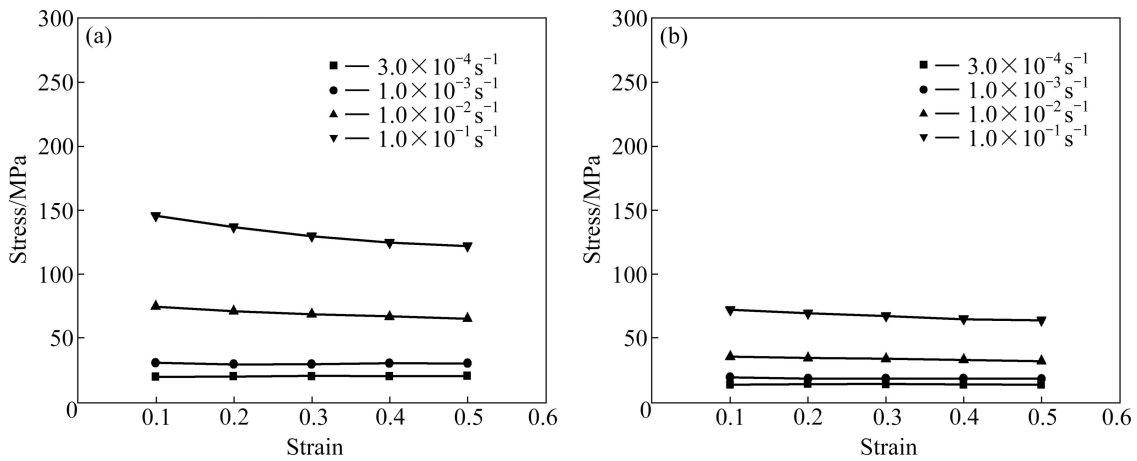 (a)
3.0×10⁻⁴ s⁻¹
1.0×10⁻³ s⁻¹
1.0×10⁻² s⁻¹
1.0×10⁻¹ s⁻¹
Stress/MPa
300
250
200
150
100
50
0
0.1 0.2 0.3 0.4 0.5 0.6
Strain
(b)
3.0×10⁻⁴ s⁻¹
1.0×10⁻³ s⁻¹
1.0×10⁻² s⁻¹
1.0×10⁻¹ s⁻¹
Stress/MPa
300
250
200
150
100
50
0
0.1 0.2 0.3 0.4 0.5 0.6
Strain